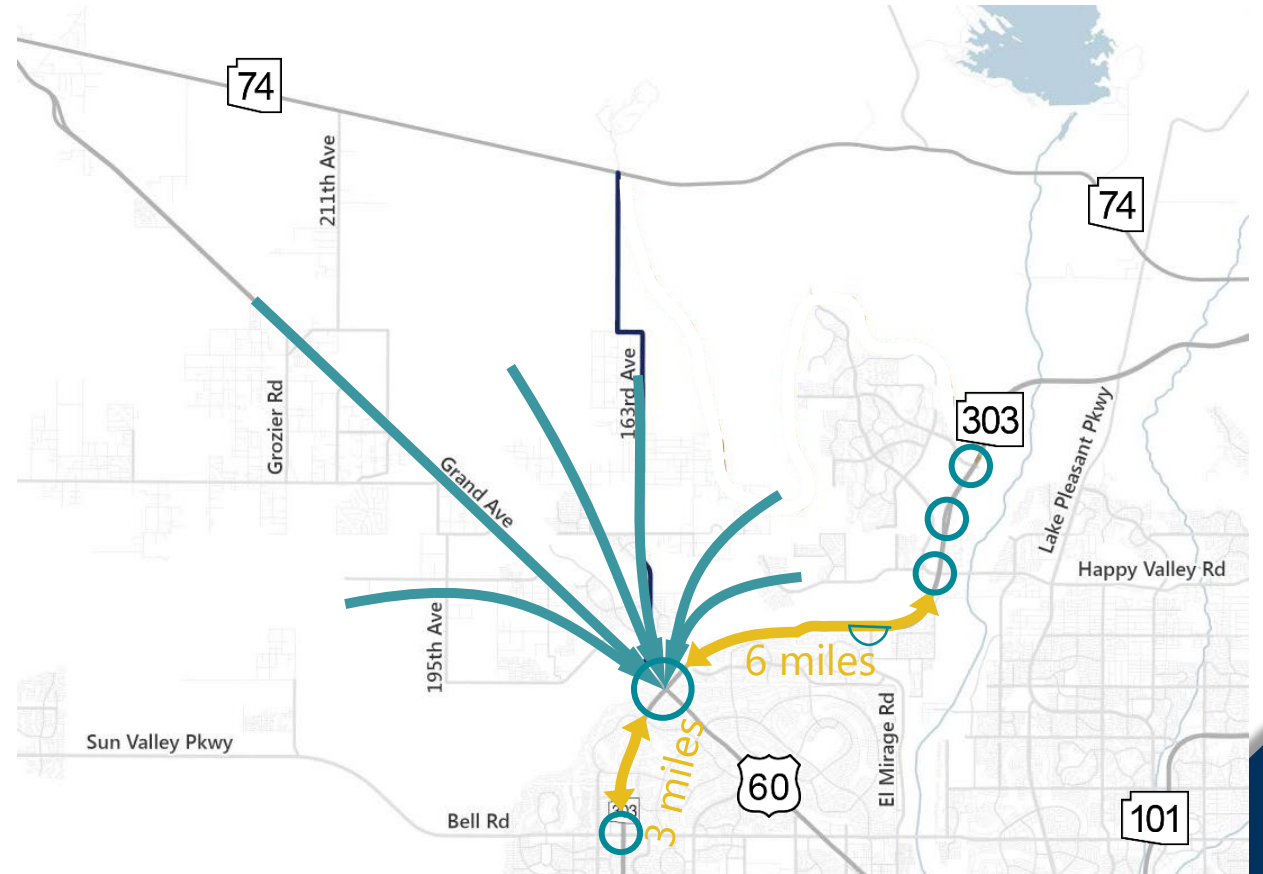 74
211th Ave
74
163rd Ave
Grozier Rd
303
Lake Pleasant Pkwy
Grand Ave
Happy Valley Rd
195th Ave
6 miles
El Mirage Rd
Sun Valley Pkwy
3 miles
60
303
Bell Rd
101